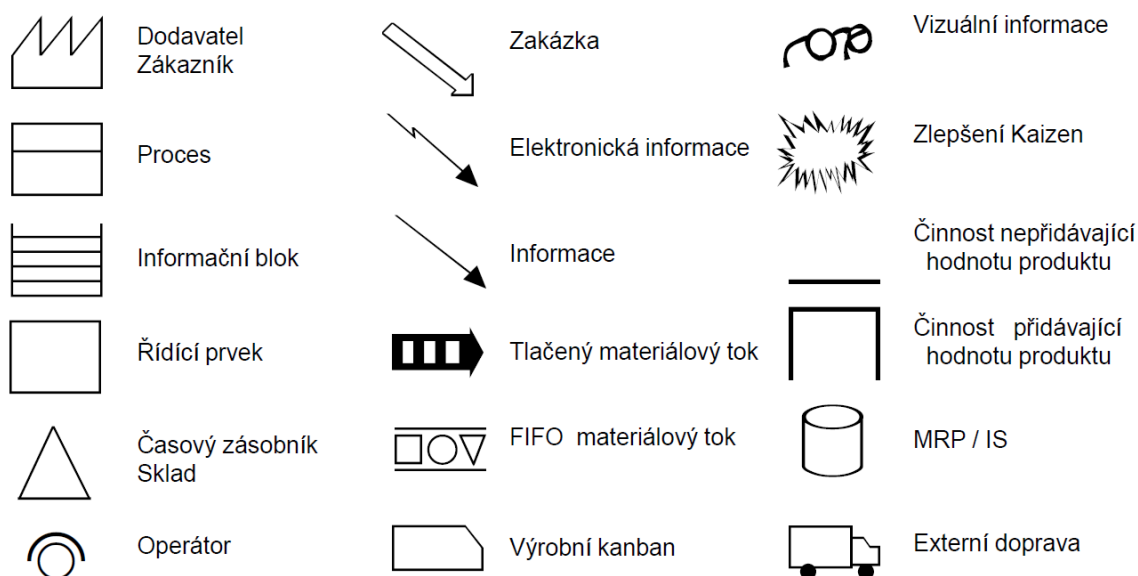 Dodavatel
Zákazník
Zakázka
Vizuální informace
Proces
Elektronická informace
Zlepšení Kaizen
Informační blok
Informace
Činnost nepřidávající
hodnotu produktu
Řídící prvek
Tlačený materiálový tok
Činnost přidávající
hodnotu produktu
Časový zásobník
Sklad
FIFO materiálový tok
MRP / IS
Operátor
Výrobní kanban
Externí doprava